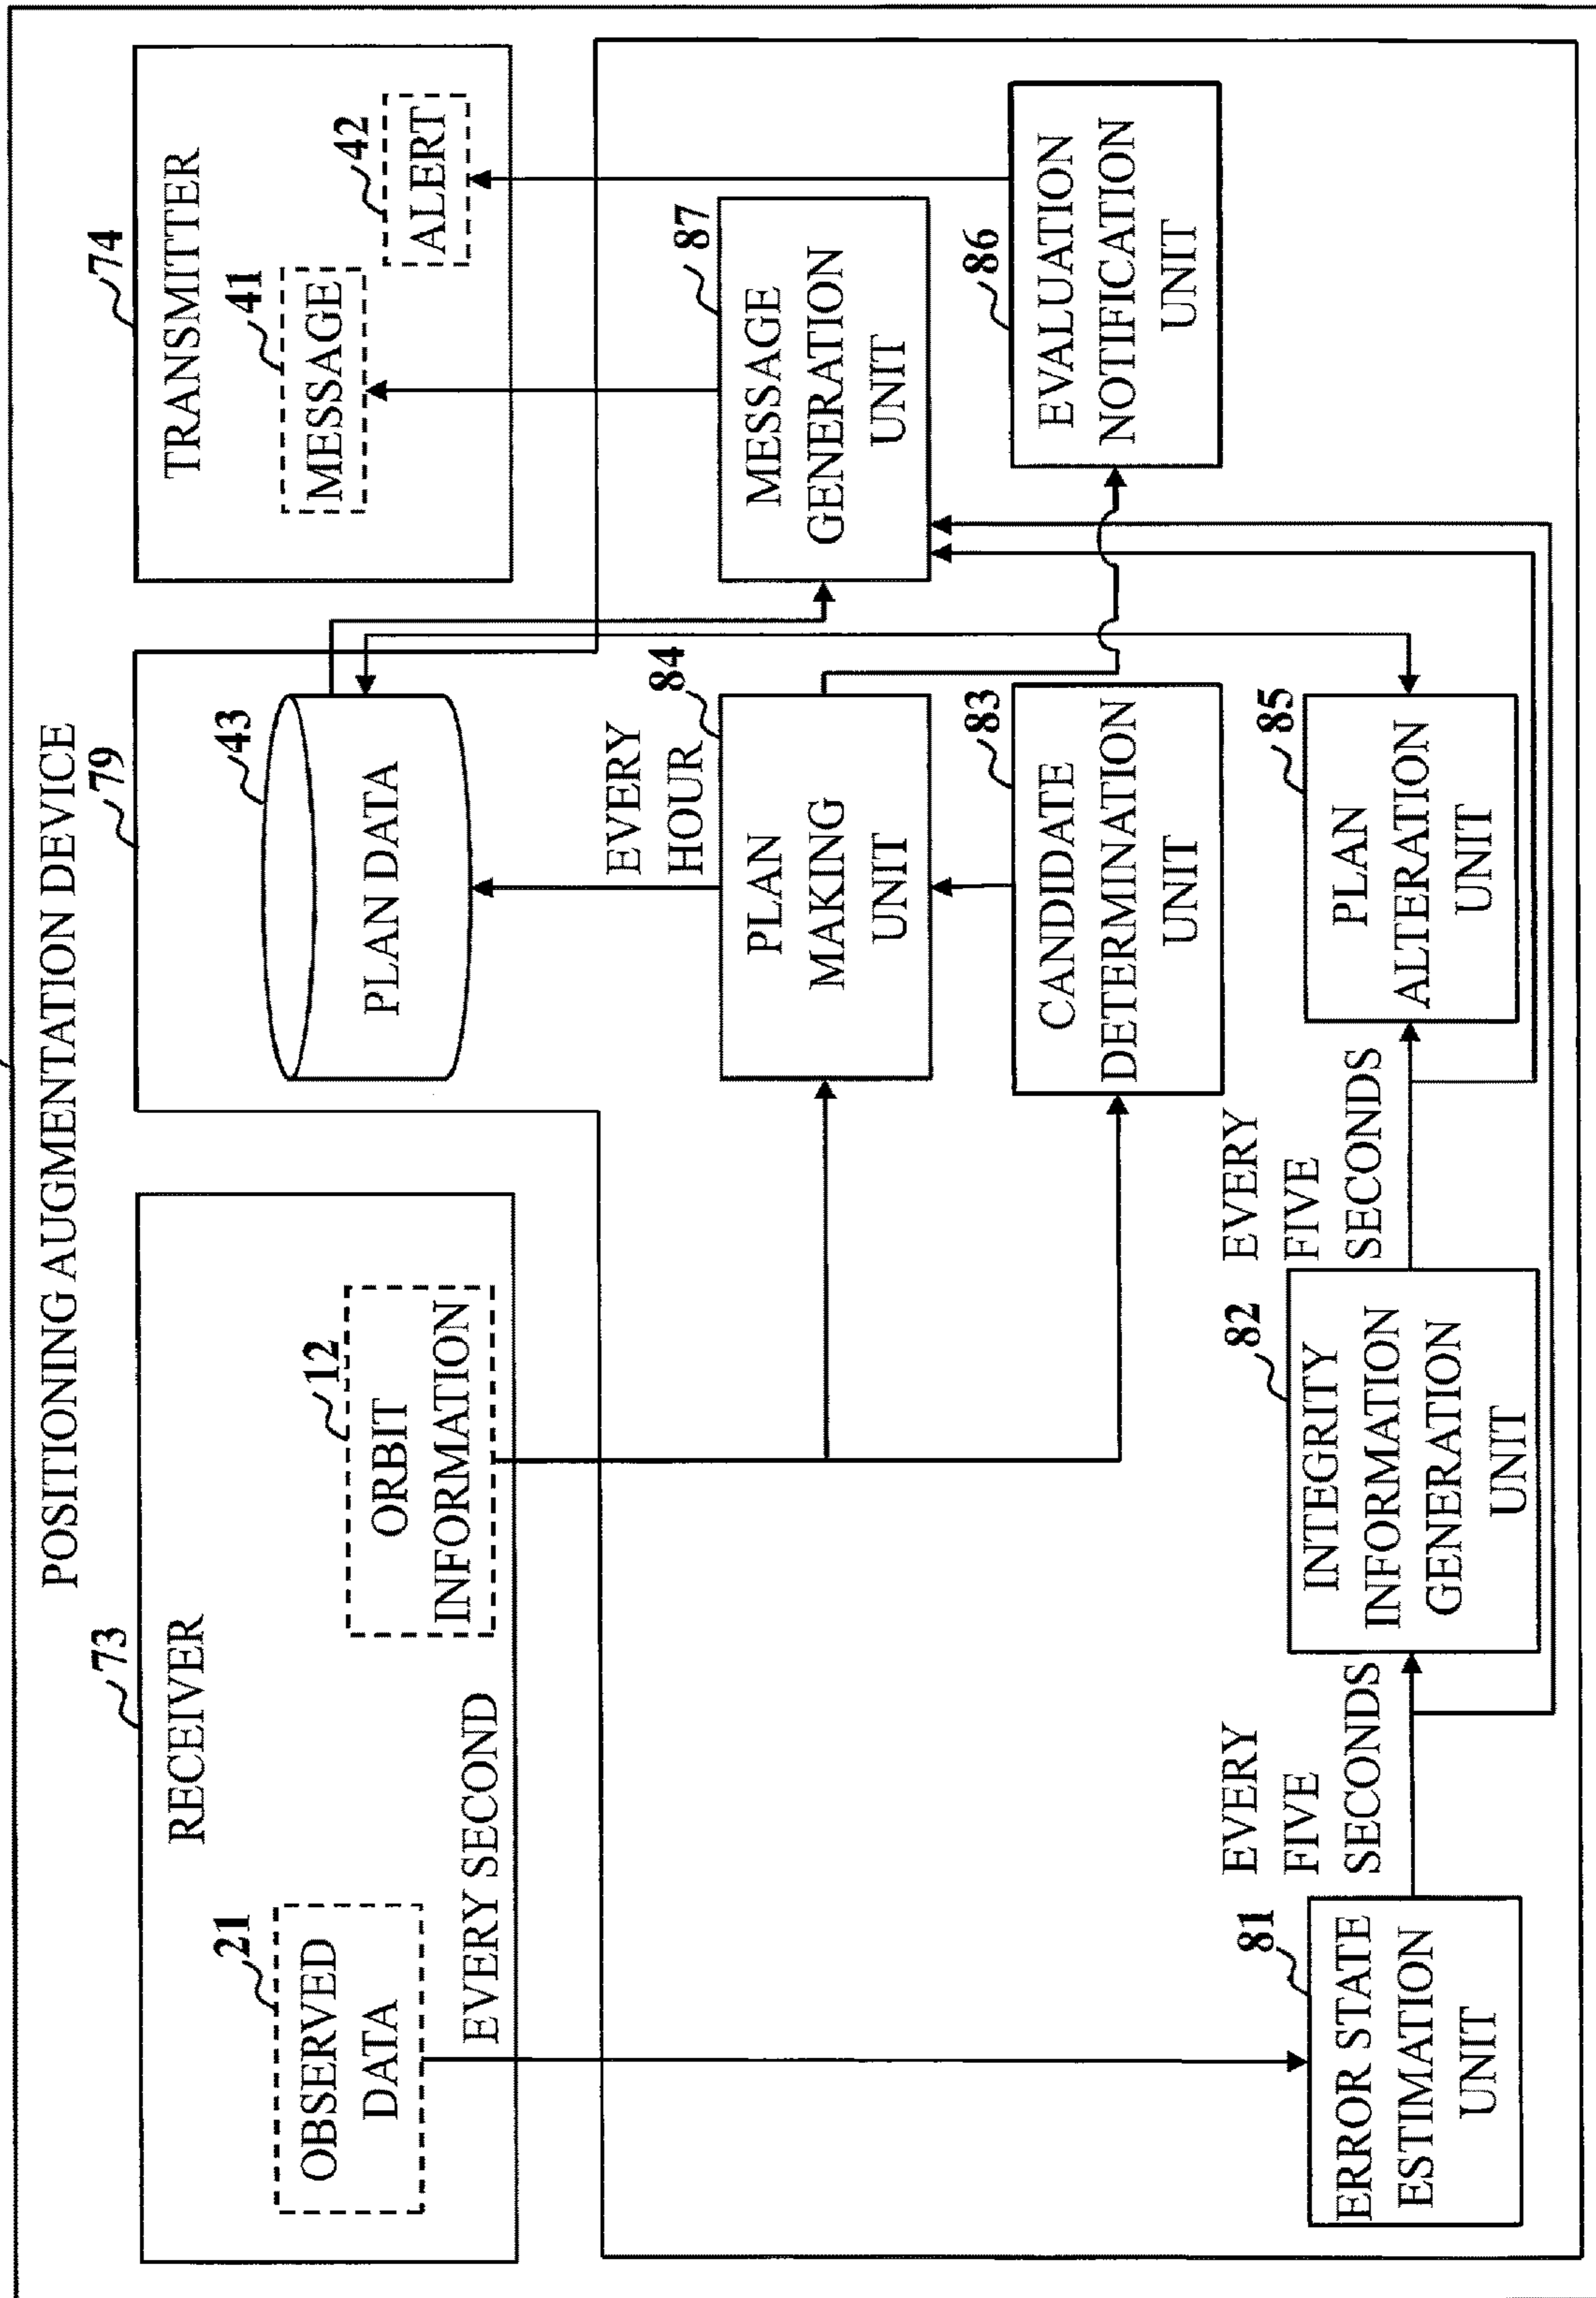 POSITIONING AUGMENTATION DEVICE
73
RECEIVER
21
OBSERVED
DATA
EVERY SECOND
12
ORBIT
INFORMATION
79
43
PLAN DATA
EVERY
HOUR
74
TRANSMITTER
41
MESSAGE
42
ALERT
84
PLAN
MAKING
UNIT
87
MESSAGE
GENERATION
UNIT
83
CANDIDATE
DETERMINATION
UNIT
86
EVALUATION
NOTIFICATION
UNIT
81
ERROR STATE
ESTIMATION
UNIT
EVERY
FIVE
SECONDS
82
INTEGRITY
INFORMATION
GENERATION
UNIT
EVERY
FIVE
SECONDS
85
PLAN
ALTERATION
UNIT